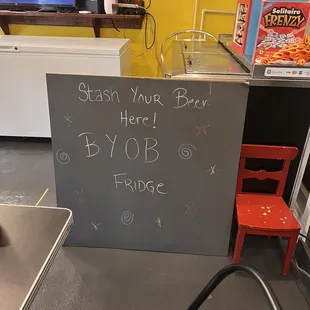 Solitaire
FRENZY
Stash Your Beer
Here!
BYOB
FRIDGE